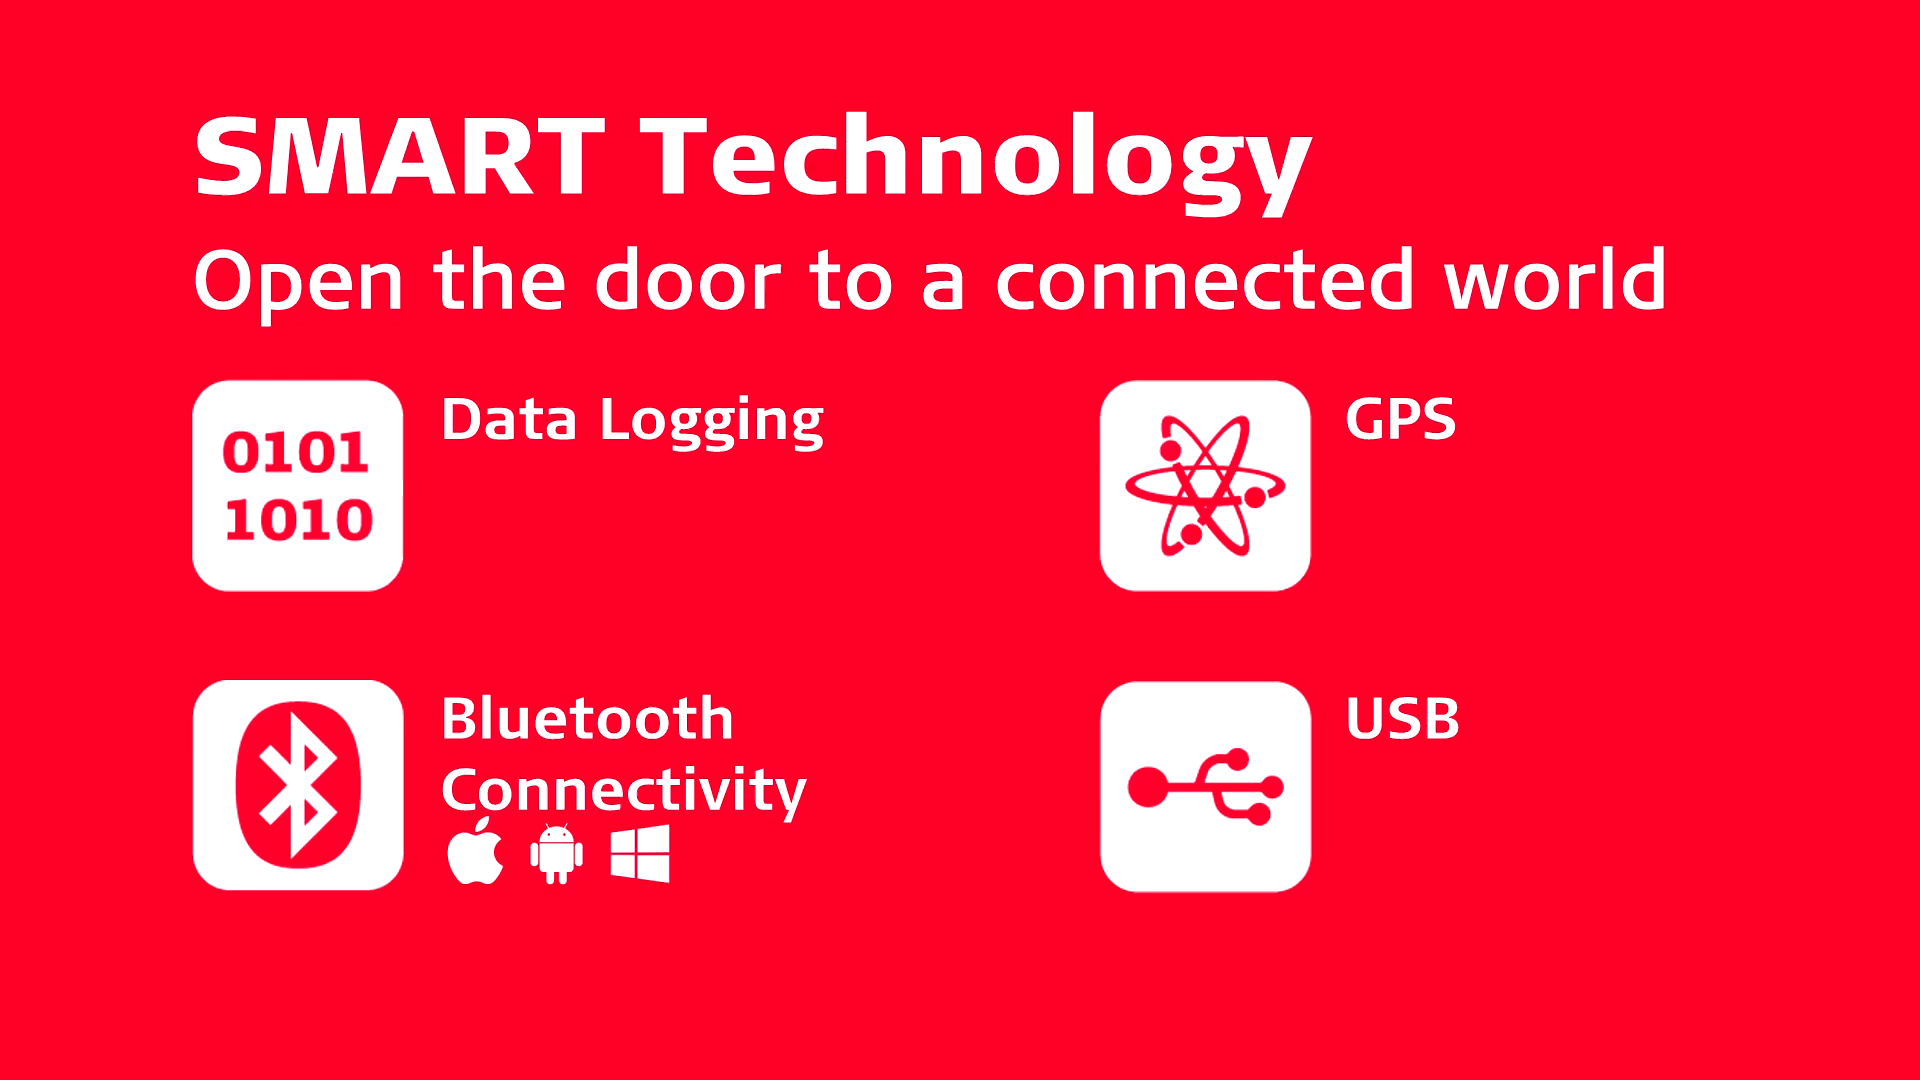 SMART Technology
Open the door to a connected world
0101
1010
Data Logging
GPS
Bluetooth
Connectivity
USB